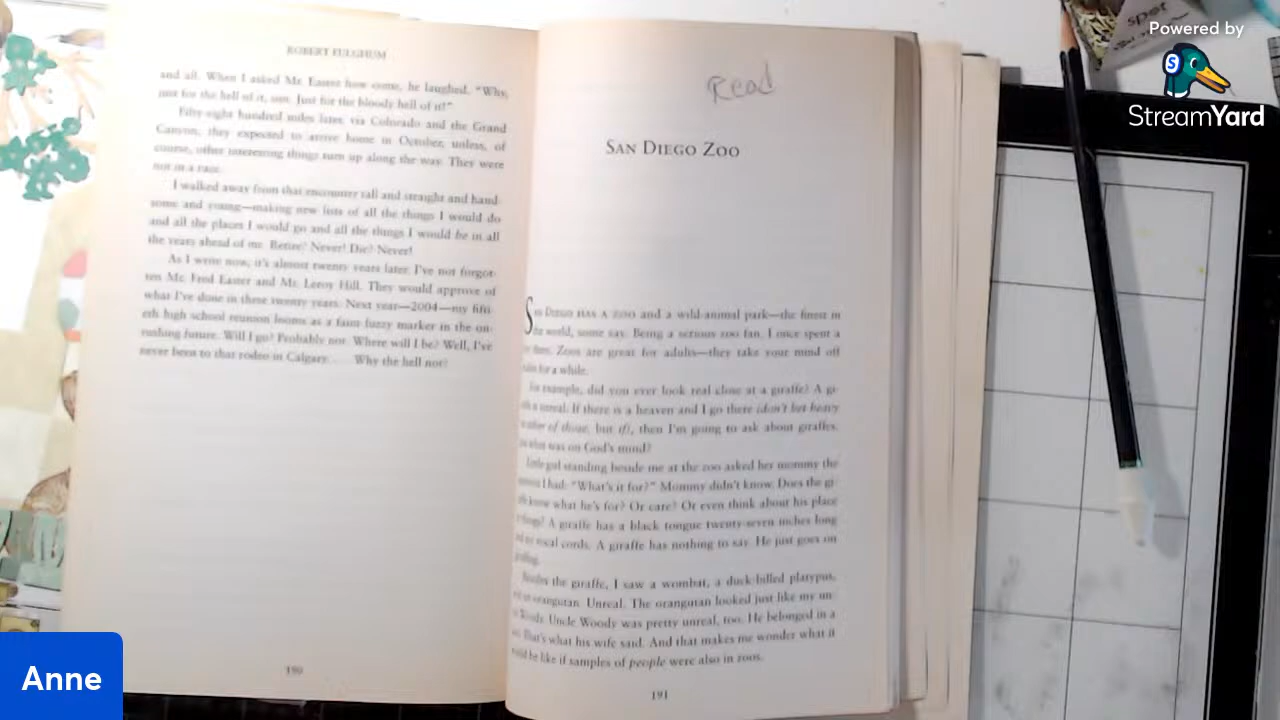 ROBERT FULGHUM
and all. When I asked Mr. Easter how come, he laughed. "Why,
just for the hell of it, son. Just for the bloody hell of it!"
Fifty-eight hundred miles later, via Colorado and the Grand
Canyon, they expected to arrive home in October, unless, of
course, other interesting things turn up along the way. They were
not in a race.
I walked away from that encounter tall and straight and hand-
some and young—making new lists of all the things I would do
and all the places I would go and all the things I would be in all
the years ahead of me. Retire? Never! Die? Never!
As I write now, it's almost twenty years later. I've not forgot-
ten Mr. Fred Easter and Mr. Leroy Hill. They would approve of
what I've done in these twenty years. Next year—2004—my fifti-
eth high school reunion looms as a faint fuzzy marker in the on-
rushing future. Will I go? Probably not. Where will I be? Well, I've
never been to that rodeo in Calgary. . . . Why the hell not?
190
Read
SAN DIEGO ZOO
DIEGO HAS A ZOO and a wild-animal park—the finest in
the world, some say. Being a serious zoo fan, I once spent a
there. Zoos are great for adults—they take your mind off
for a while.
For example, did you ever look real close at a giraffe? A gi-
is unreal. If there is a heaven and I go there (don't bet heavy
either of those, but if), then I'm going to ask about giraffes.
what was on God's mind?
Little girl standing beside me at the zoo asked her mommy the
I had: "What's it for?" Mommy didn't know. Does the gi-
know what he's for? Or care? Or even think about his place
things? A giraffe has a black tongue twenty-seven inches long
no vocal cords. A giraffe has nothing to say. He just goes on
Besides the giraffe, I saw a wombat, a duck-billed platypus,
orangutan. Unreal. The orangutan looked just like my un-
Woody. Uncle Woody was pretty unreal, too. He belonged in a
That's what his wife said. And that makes me wonder what it
be like if samples of people were also in zoos.
191
spot
Powered by
StreamYard
Anne